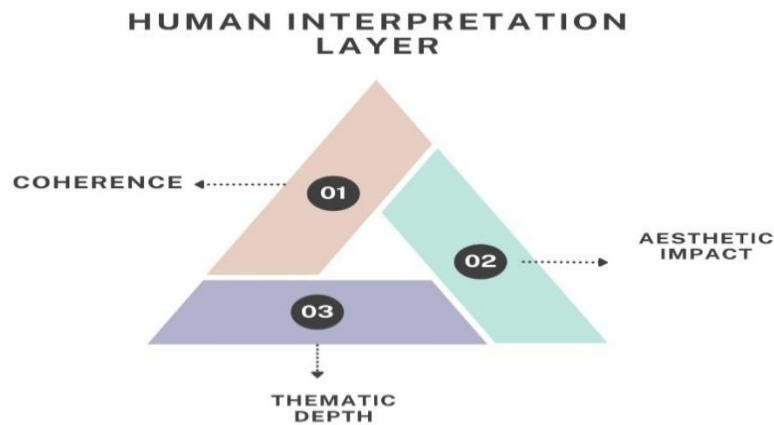 HUMAN INTERPRETATION
LAYER
COHERENCE
01
02
AESTHETIC
IMPACT
03
THEMATIC
DEPTH